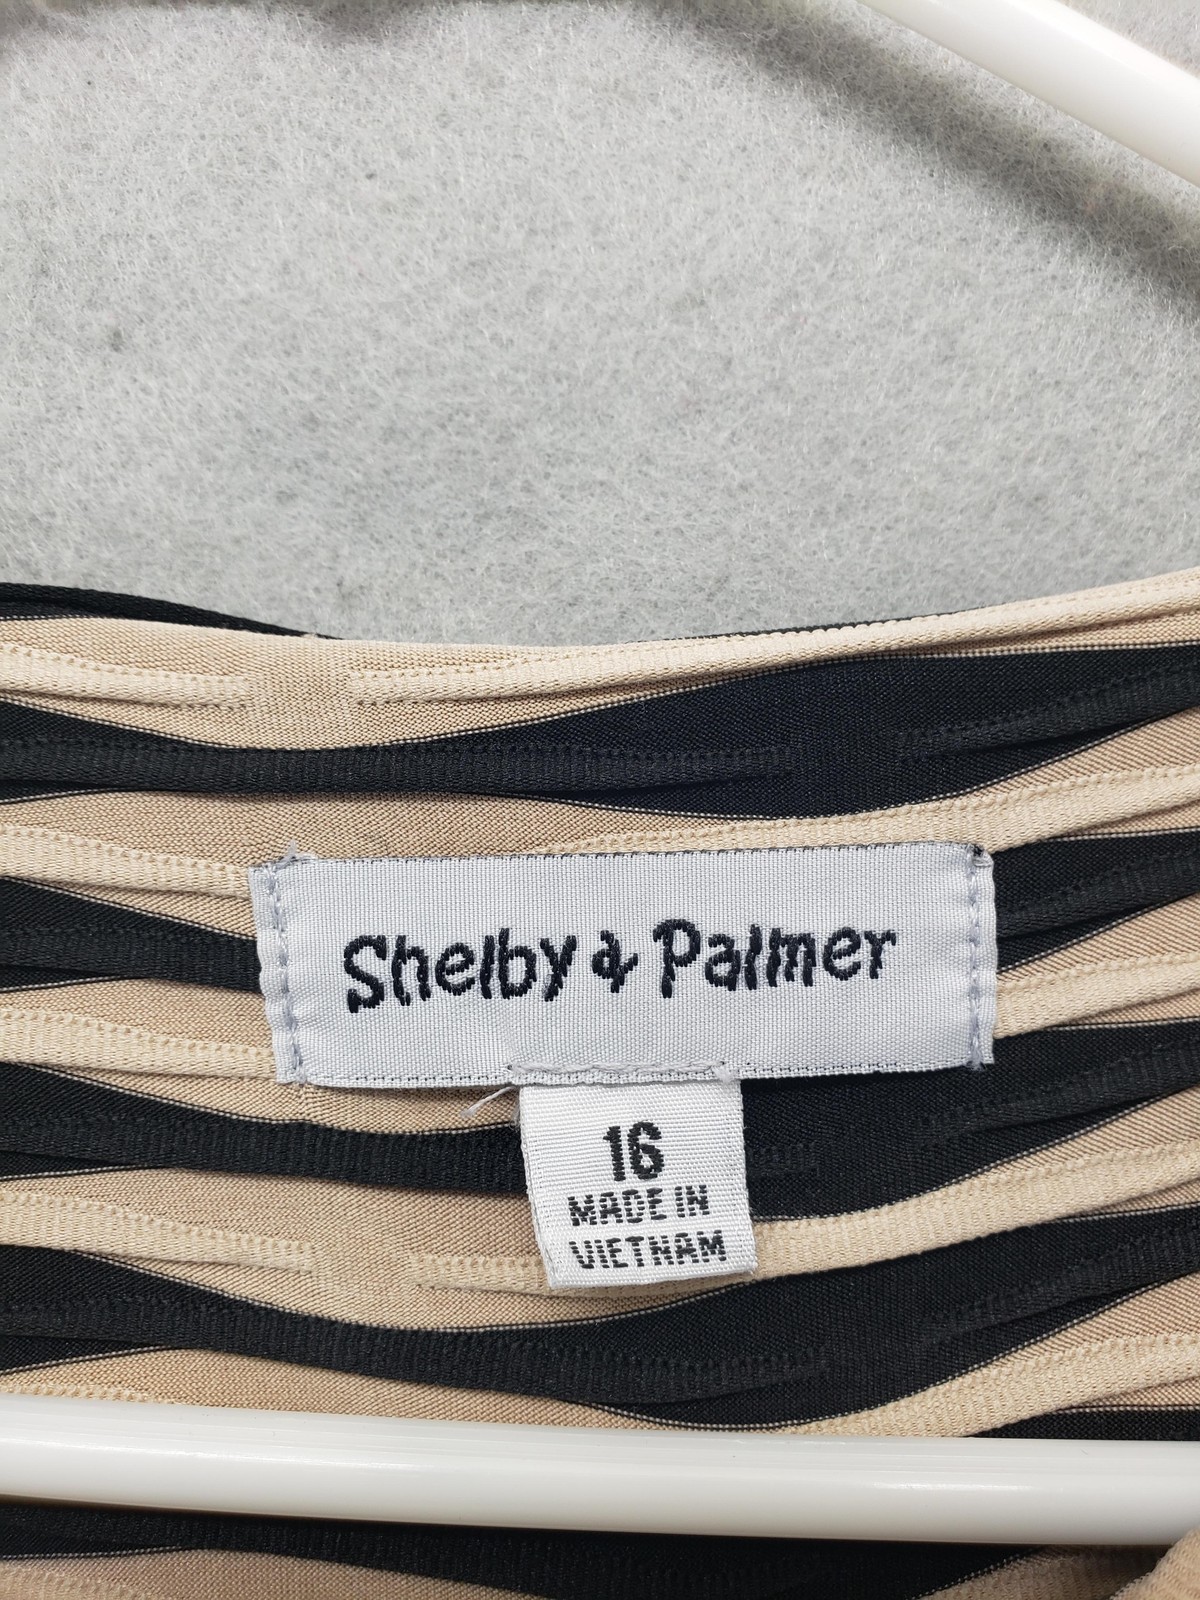 Shelby & Palmer
16
MADE IN
VIETNAM